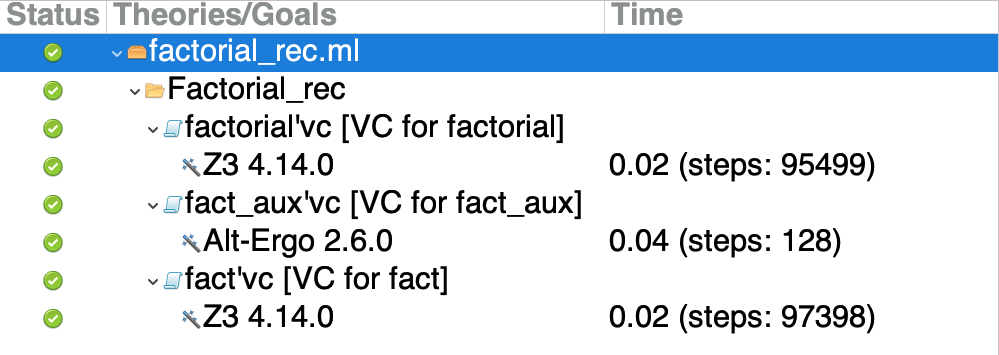 Status Theories/Goals Time
factorial_rec.ml
Factorial_rec
factorial'vc [VC for factorial]
Z3 4.14.0 0.02 (steps: 95499)
fact_aux'vc [VC for fact_aux]
Alt-Ergo 2.6.0 0.04 (steps: 128)
fact'vc [VC for fact]
Z3 4.14.0 0.02 (steps: 97398)